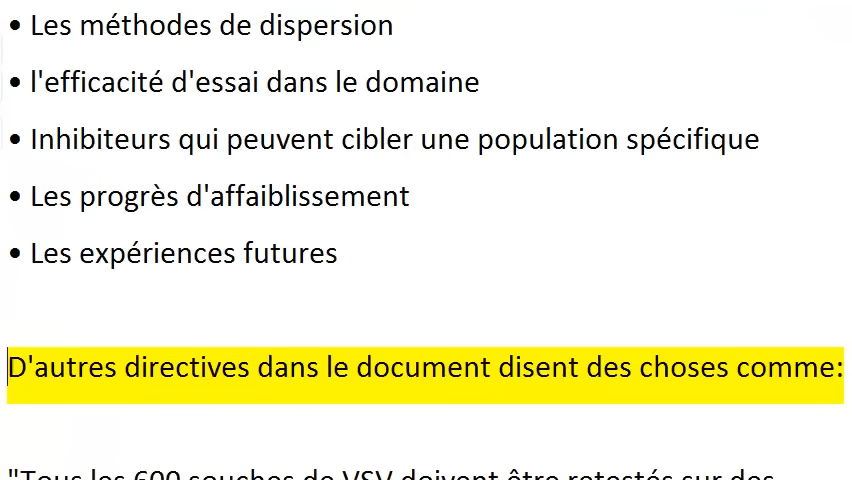 • Les méthodes de dispersion
• l'efficacité d'essai dans le domaine
• Inhibiteurs qui peuvent cibler une population spécifique
• Les progrès d'affaiblissement
• Les expériences futures
D'autres directives dans le document disent des choses comme:
"Tous les 600 souches de VSV doivent être retestés sur des